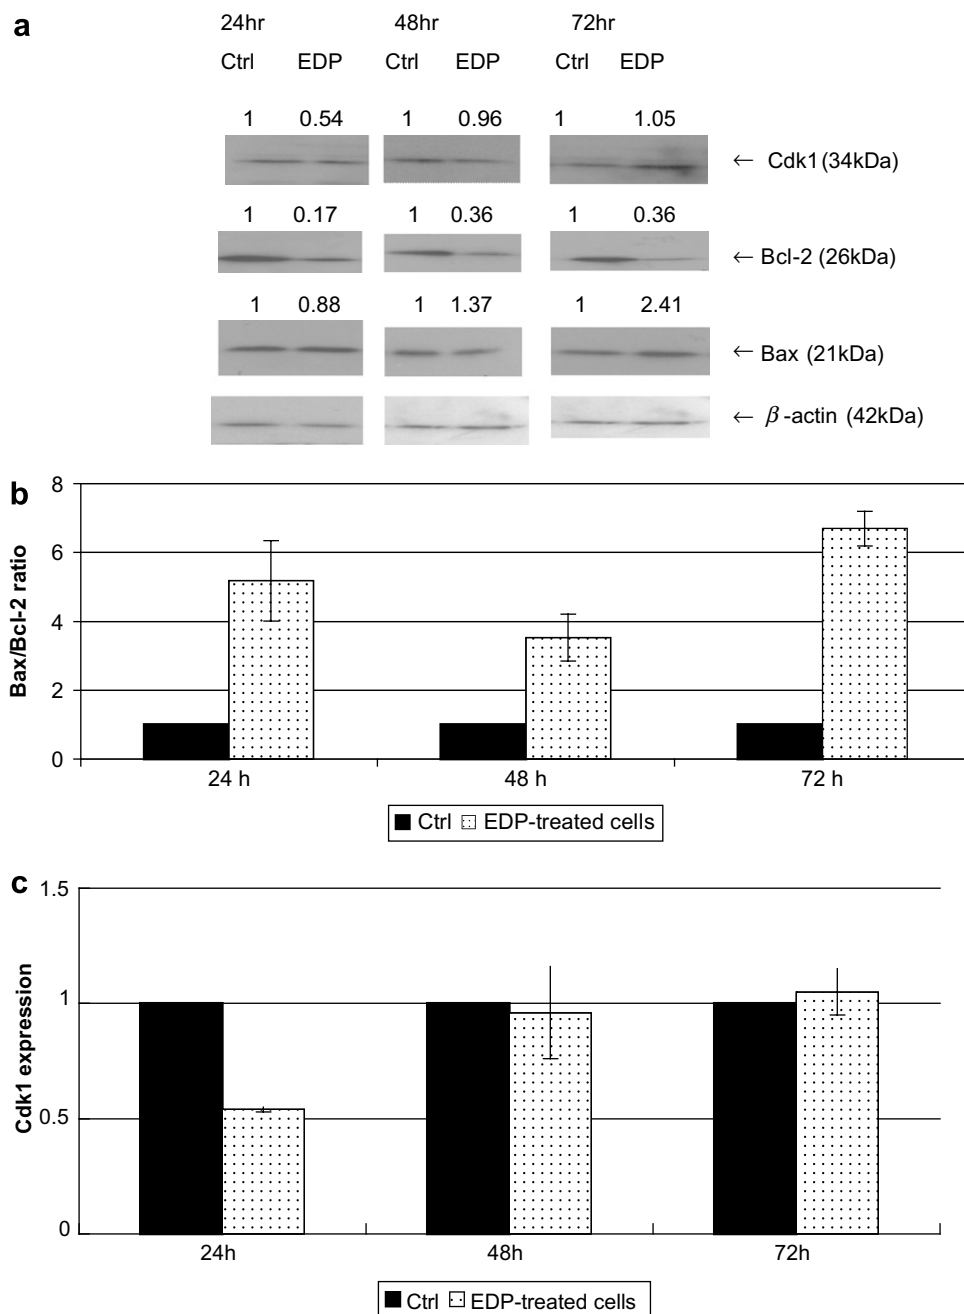 a
24hr 48hr 72hr
Ctrl EDP Ctrl EDP Ctrl EDP
1 0.54 1 0.96 1 1.05
← Cdk1 (34kDa)
1 0.17 1 0.36 1 0.36
← Bcl-2 (26kDa)
1 0.88 1 1.37 1 2.41
← Bax (21kDa)
← β-actin (42kDa)
b
Bax/Bcl-2 ratio
8
6
4
2
0
24 h 48 h 72 h
Ctrl EDP-treated cells
c
Cdk1 expression
1.5
1
0.5
0
24h 48h 72h
Ctrl EDP-treated cells